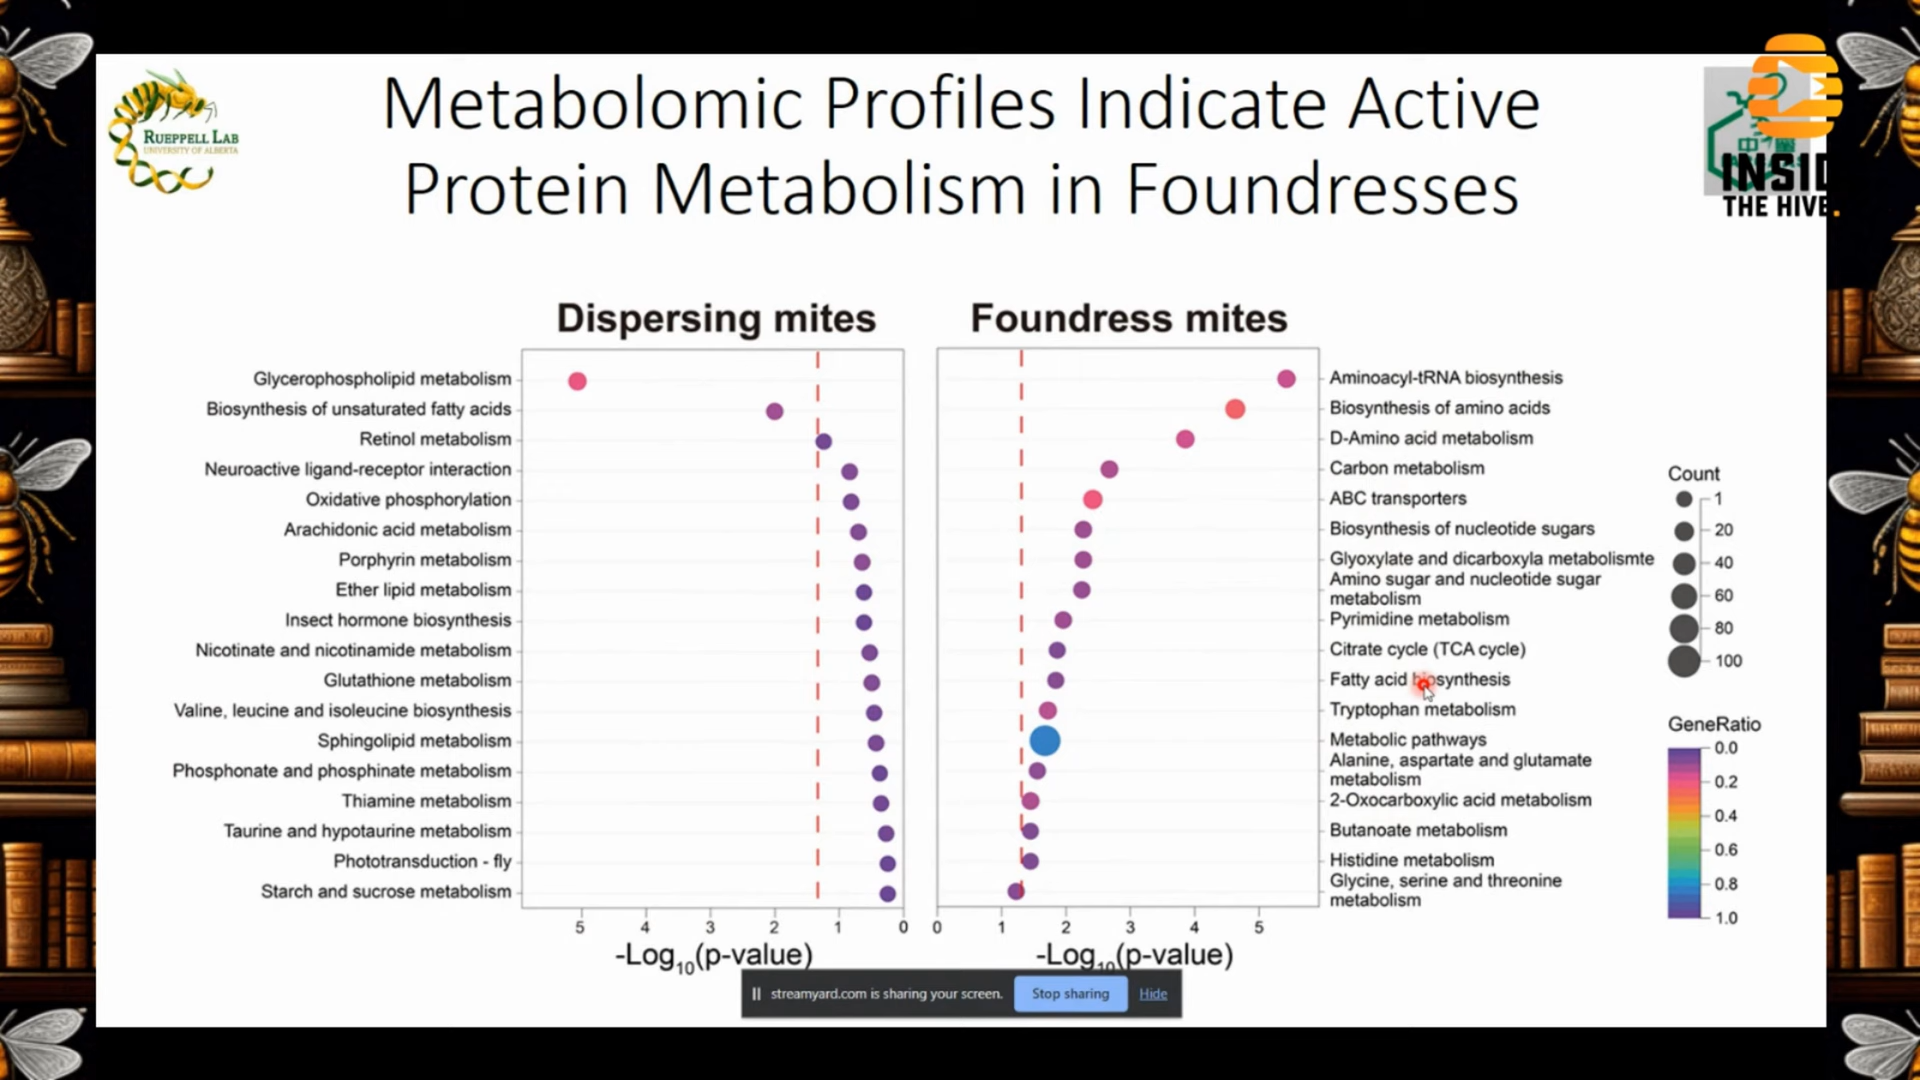 Metabolomic Profiles Indicate Active
Protein Metabolism in Foundresses
RUEPPELL LAB
UNIVERSITY OF ALBERTA
INSID
THE HIVE.
Dispersing mites
Foundress mites
Glycerophospholipid metabolism
Biosynthesis of unsaturated fatty acids
Retinol metabolism
Neuroactive ligand-receptor interaction
Oxidative phosphorylation
Arachidonic acid metabolism
Porphyrin metabolism
Ether lipid metabolism
Insect hormone biosynthesis
Nicotinate and nicotinamide metabolism
Glutathione metabolism
Valine, leucine and isoleucine biosynthesis
Sphingolipid metabolism
Phosphonate and phosphinate metabolism
Thiamine metabolism
Taurine and hypotaurine metabolism
Phototransduction - fly
Starch and sucrose metabolism
5 4 3 2 1 0
-Log10(p-value)
Aminoacyl-tRNA biosynthesis
Biosynthesis of amino acids
D-Amino acid metabolism
Carbon metabolism
ABC transporters
Biosynthesis of nucleotide sugars
Glyoxylate and dicarboxyla metabolismte
Amino sugar and nucleotide sugar
metabolism
Pyrimidine metabolism
Citrate cycle (TCA cycle)
Fatty acid biosynthesis
Tryptophan metabolism
Metabolic pathways
Alanine, aspartate and glutamate
metabolism
2-Oxocarboxylic acid metabolism
Butanoate metabolism
Histidine metabolism
Glycine, serine and threonine
metabolism
0 1 2 3 4 5
-Log10(p-value)
Count
1
20
40
60
80
100
GeneRatio
0.0
0.2
0.4
0.6
0.8
1.0
streamyard.com is sharing your screen.
Stop sharing
Hide